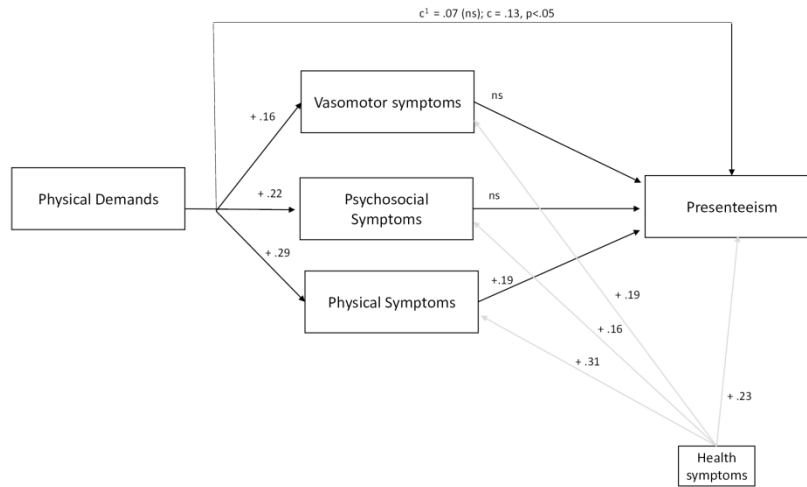 c¹ = .07 (ns); c = .13, p<.05
Vasomotor symptoms
ns
+ .16
Physical Demands
+ .22
Psychosocial
Symptoms
ns
Presenteeism
+ .29
Physical Symptoms
+.19
+ .19
+ .16
+ .31
+ .23
Health
symptoms